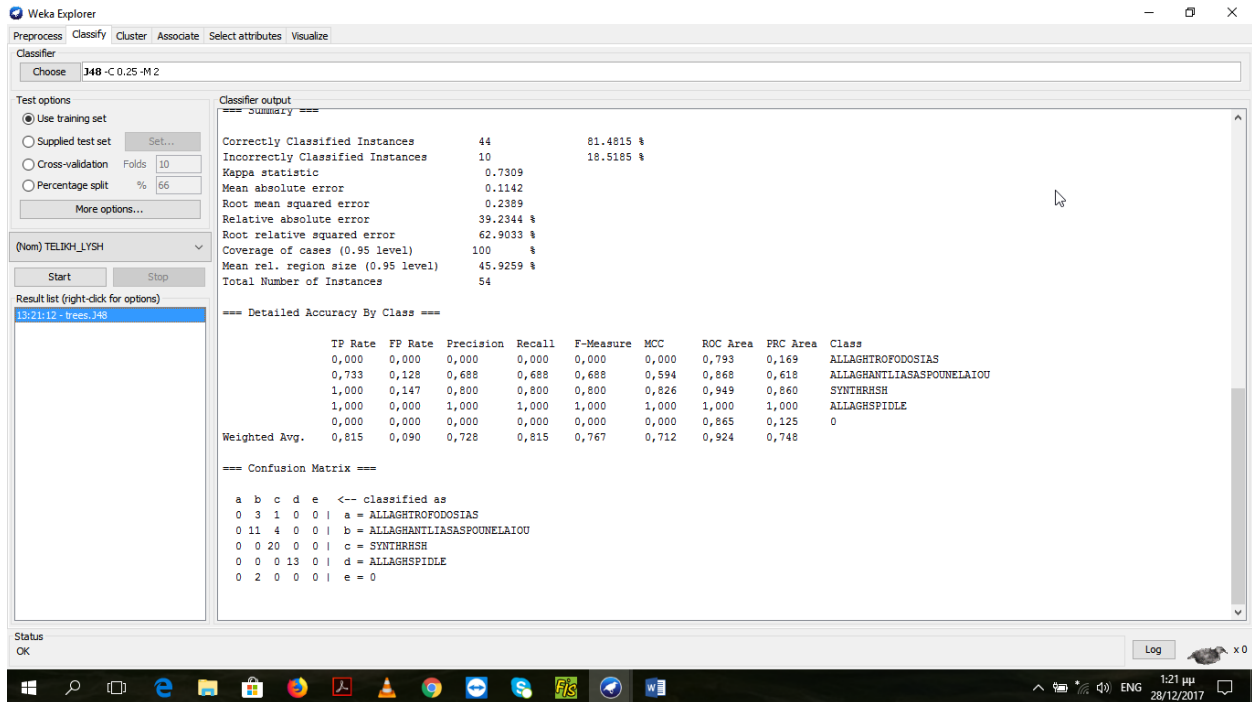 Weka Explorer
Preprocess Classify Cluster Associate Select attributes Visualize
Classifier
Choose J48 -C 0.25 -M 2
Test options
Use training set
Supplied test set Set...
Cross-validation Folds 10
Percentage split % 66
More options...
(Nom) TELIKH_LYSH
Start Stop
Result list (right-click for options)
13:21:12 - trees.J48
Classifier output
=== Summary ===
Correctly Classified Instances 44 81.4815 %
Incorrectly Classified Instances 10 18.5185 %
Kappa statistic 0.7309
Mean absolute error 0.1142
Root mean squared error 0.2389
Relative absolute error 39.2344 %
Root relative squared error 62.9033 %
Coverage of cases (0.95 level) 100 %
Mean rel. region size (0.95 level) 45.9259 %
Total Number of Instances 54
=== Detailed Accuracy By Class ===
TP Rate FP Rate Precision Recall F-Measure MCC ROC Area PRC Area Class
0,000 0,000 0,000 0,000 0,000 0,000 0,793 0,169 ALLAGHTROFODOSIAS
0,733 0,128 0,688 0,688 0,688 0,594 0,868 0,618 ALLAGHANTLIASASPOUNELAIOU
1,000 0,147 0,800 0,800 0,800 0,826 0,949 0,860 SYNTHRHSH
1,000 0,000 1,000 1,000 1,000 1,000 1,000 1,000 ALLAGHSPIDLE
0,000 0,000 0,000 0,000 0,000 0,000 0,865 0,125 0
Weighted Avg. 0,815 0,090 0,728 0,815 0,767 0,712 0,924 0,748
=== Confusion Matrix ===
a b c d e <-- classified as
0 3 1 0 0 | a = ALLAGHTROFODOSIAS
0 11 4 0 0 | b = ALLAGHANTLIASASPOUNELAIOU
0 0 20 0 0 | c = SYNTHRHSH
0 0 0 13 0 | d = ALLAGHSPIDLE
0 2 0 0 0 | e = 0
Status
OK
Log x 0
Fis
ENG
1:21 μμ
28/12/2017